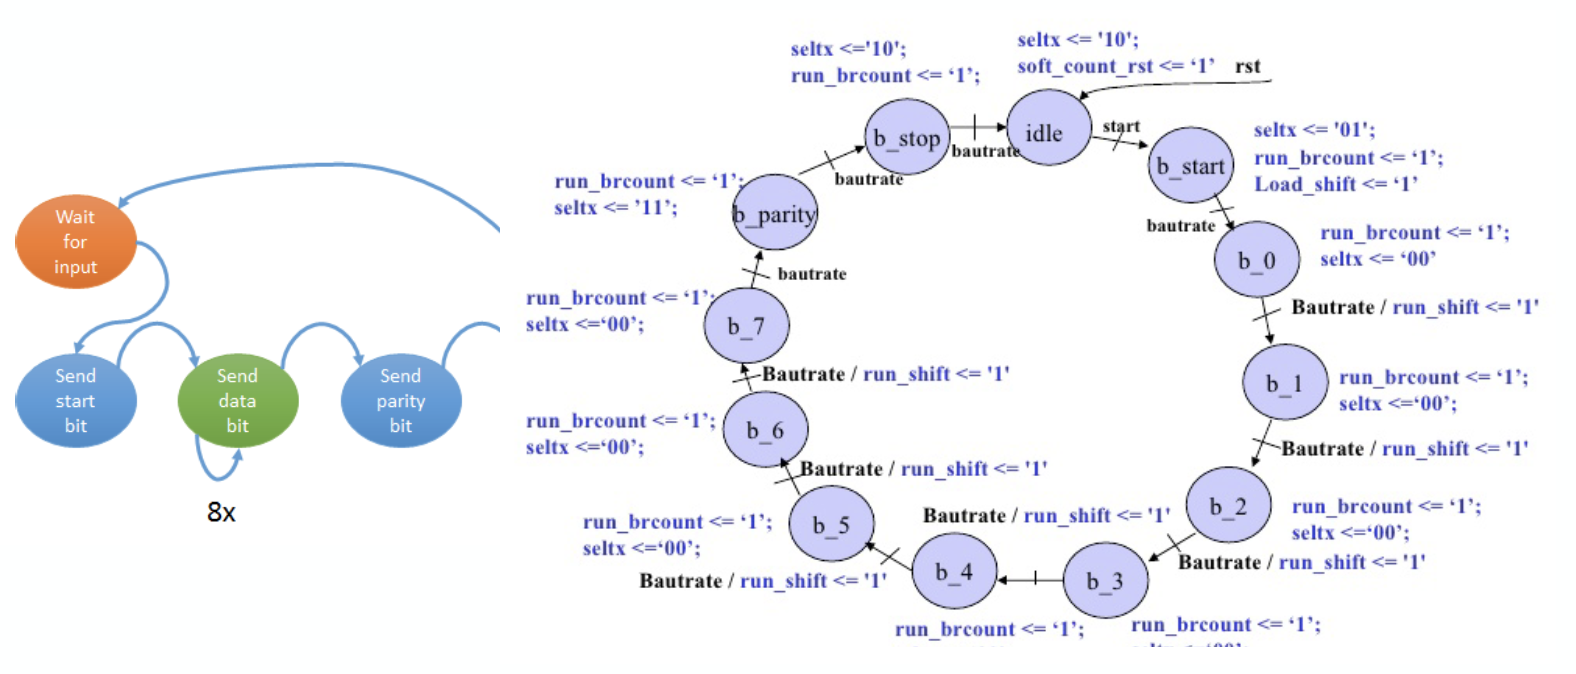 Wait
for
input
Send
start
bit
Send
data
bit
Send
parity
bit
8x
seltx <='10';
run_brcount <= ‘1’;
seltx <= '10';
soft_count_rst <= ‘1’ rst
b_stop
bautrate
idle
start
b_start
seltx <= '01';
run_brcount <= ‘1’;
Load_shift <= ‘1’
bautrate
b_0
run_brcount <= ‘1’;
seltx <= ‘00’
Bautrate / run_shift <= '1'
b_1
run_brcount <= ‘1’;
seltx <=‘00’;
Bautrate / run_shift <= '1'
b_2
run_brcount <= ‘1’;
seltx <=‘00’;
Bautrate / run_shift <= '1'
b_3
run_brcount <= ‘1’;
Bautrate / run_shift <= '1'
b_4
run_brcount <= ‘1’;
Bautrate / run_shift <= '1'
b_5
run_brcount <= ‘1’;
seltx <=‘00’;
Bautrate / run_shift <= '1'
b_6
run_brcount <= ‘1’;
seltx <=‘00’;
Bautrate / run_shift <= '1'
b_7
run_brcount <= ‘1’;
seltx <=‘00’;
bautrate
b_parity
run_brcount <= ‘1’;
seltx <= ’11’;
bautrate